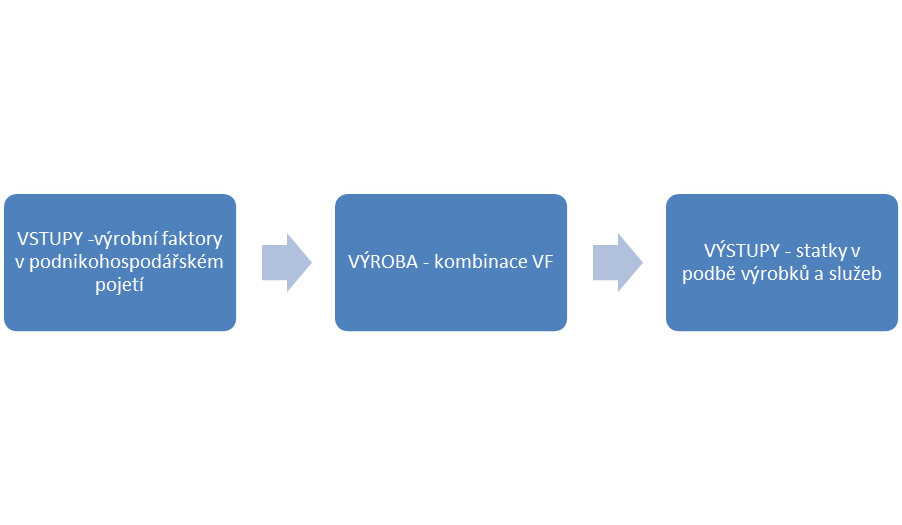 VSTUPY -výrobní faktory
v podnikohospodářském
pojetí
VÝROBA - kombinace VF
VÝSTUPY - statky v
podbě výrobků a služeb